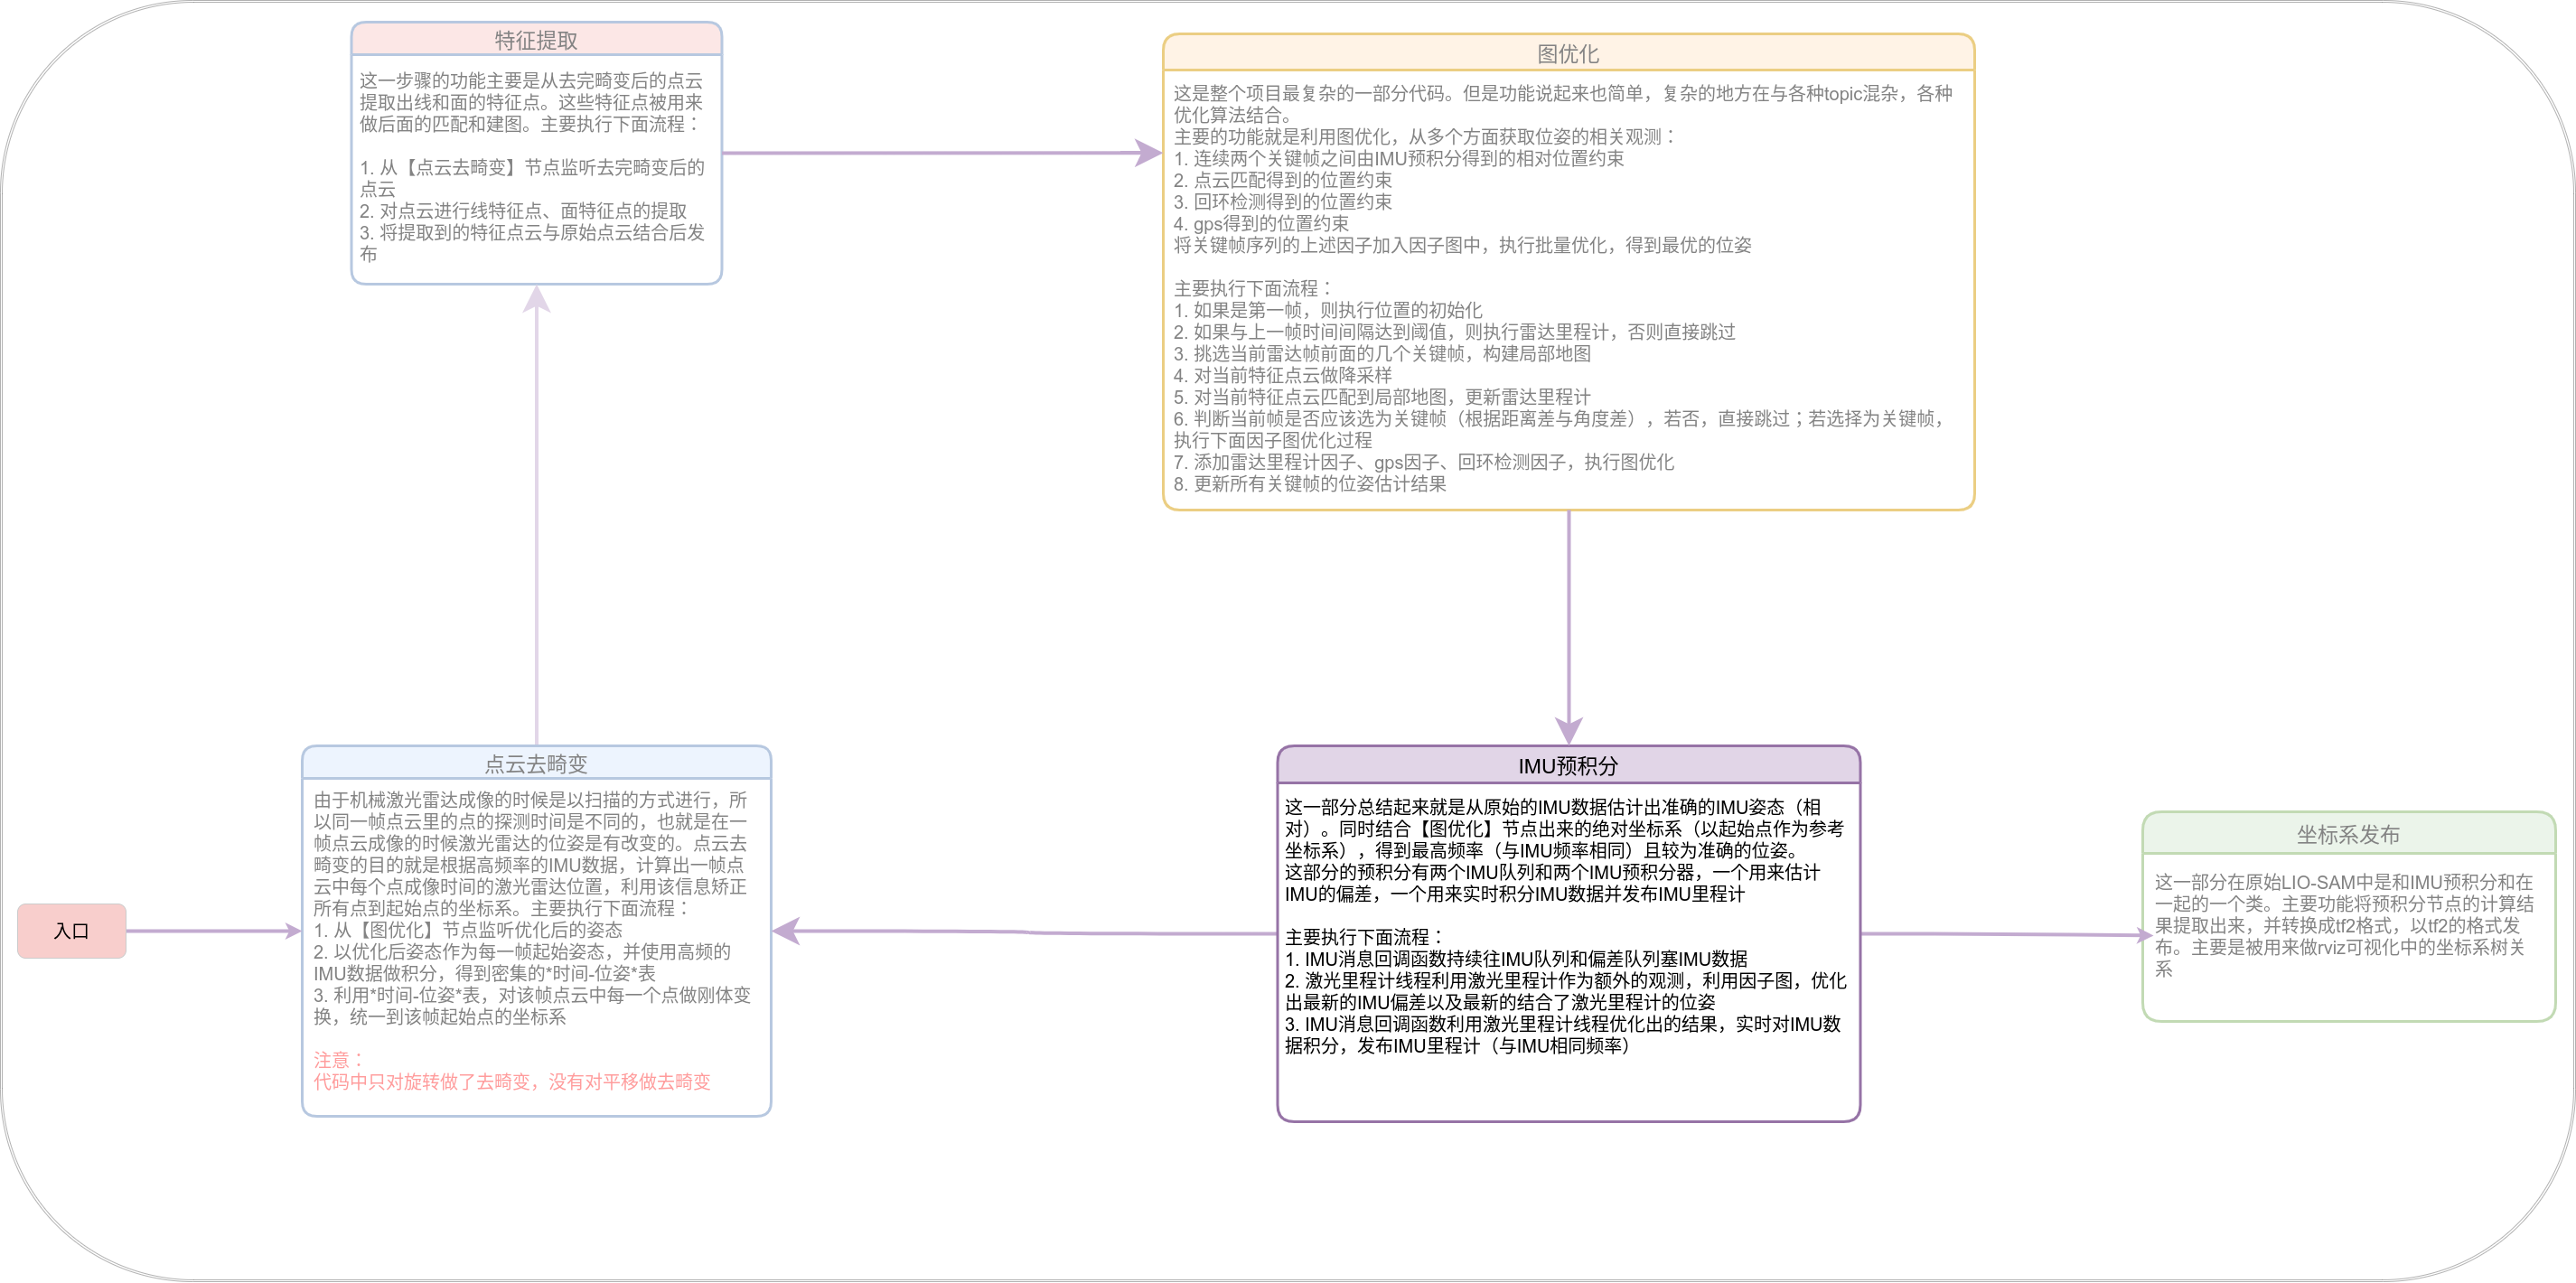 特征提取
这一步骤的功能主要是从去完畸变后的点云
提取出线和面的特征点。这些特征点被用来
做后面的匹配和建图。主要执行下面流程：
1. 从【点云去畸变】节点监听去完畸变后的
点云
2. 对点云进行线特征点、面特征点的提取
3. 将提取到的特征点云与原始点云结合后发
布
图优化
这是整个项目最复杂的一部分代码。但是功能说起来也简单，复杂的地方在与各种topic混杂，各种
优化算法结合。
主要的功能就是利用图优化，从多个方面获取位姿的相关观测：
1. 连续两个关键帧之间由IMU预积分得到的相对位置约束
2. 点云匹配得到的位置约束
3. 回环检测得到的位置约束
4. gps得到的位置约束
将关键帧序列的上述因子加入因子图中，执行批量优化，得到最优的位姿
主要执行下面流程：
1. 如果是第一帧，则执行位置的初始化
2. 如果与上一帧时间间隔达到阈值，则执行雷达里程计，否则直接跳过
3. 挑选当前雷达帧前面的几个关键帧，构建局部地图
4. 对当前特征点云做降采样
5. 对当前特征点云匹配到局部地图，更新雷达里程计
6. 判断当前帧是否应该选为关键帧（根据距离差与角度差），若否，直接跳过；若选择为关键帧，
执行下面因子图优化过程
7. 添加雷达里程计因子、gps因子、回环检测因子，执行图优化
8. 更新所有关键帧的位姿估计结果
入口
点云去畸变
由于机械激光雷达成像的时候是以扫描的方式进行，所
以同一帧点云里的点的探测时间是不同的，也就是在一
帧点云成像的时候激光雷达的位姿是有改变的。点云去
畸变的目的就是根据高频率的IMU数据，计算出一帧点
云中每个点成像时间的激光雷达位置，利用该信息矫正
所有点到起始点的坐标系。主要执行下面流程：
1. 从【图优化】节点监听优化后的姿态
2. 以优化后姿态作为每一帧起始姿态，并使用高频的
IMU数据做积分，得到密集的*时间-位姿*表
3. 利用*时间-位姿*表，对该帧点云中每一个点做刚体变
换，统一到该帧起始点的坐标系
注意：
代码中只对旋转做了去畸变，没有对平移做去畸变
IMU预积分
这一部分总结起来就是从原始的IMU数据估计出准确的IMU姿态（相
对）。同时结合【图优化】节点出来的绝对坐标系（以起始点作为参考
坐标系），得到最高频率（与IMU频率相同）且较为准确的位姿。
这部分的预积分有两个IMU队列和两个IMU预积分器，一个用来估计
IMU的偏差，一个用来实时积分IMU数据并发布IMU里程计
主要执行下面流程：
1. IMU消息回调函数持续往IMU队列和偏差队列塞IMU数据
2. 激光里程计线程利用激光里程计作为额外的观测，利用因子图，优化
出最新的IMU偏差以及最新的结合了激光里程计的位姿
3. IMU消息回调函数利用激光里程计线程优化出的结果，实时对IMU数
据积分，发布IMU里程计（与IMU相同频率）
坐标系发布
这一部分在原始LIO-SAM中是和IMU预积分和在
一起的一个类。主要功能将预积分节点的计算结
果提取出来，并转换成tf2格式，以tf2的格式发
布。主要是被用来做rviz可视化中的坐标系树关
系